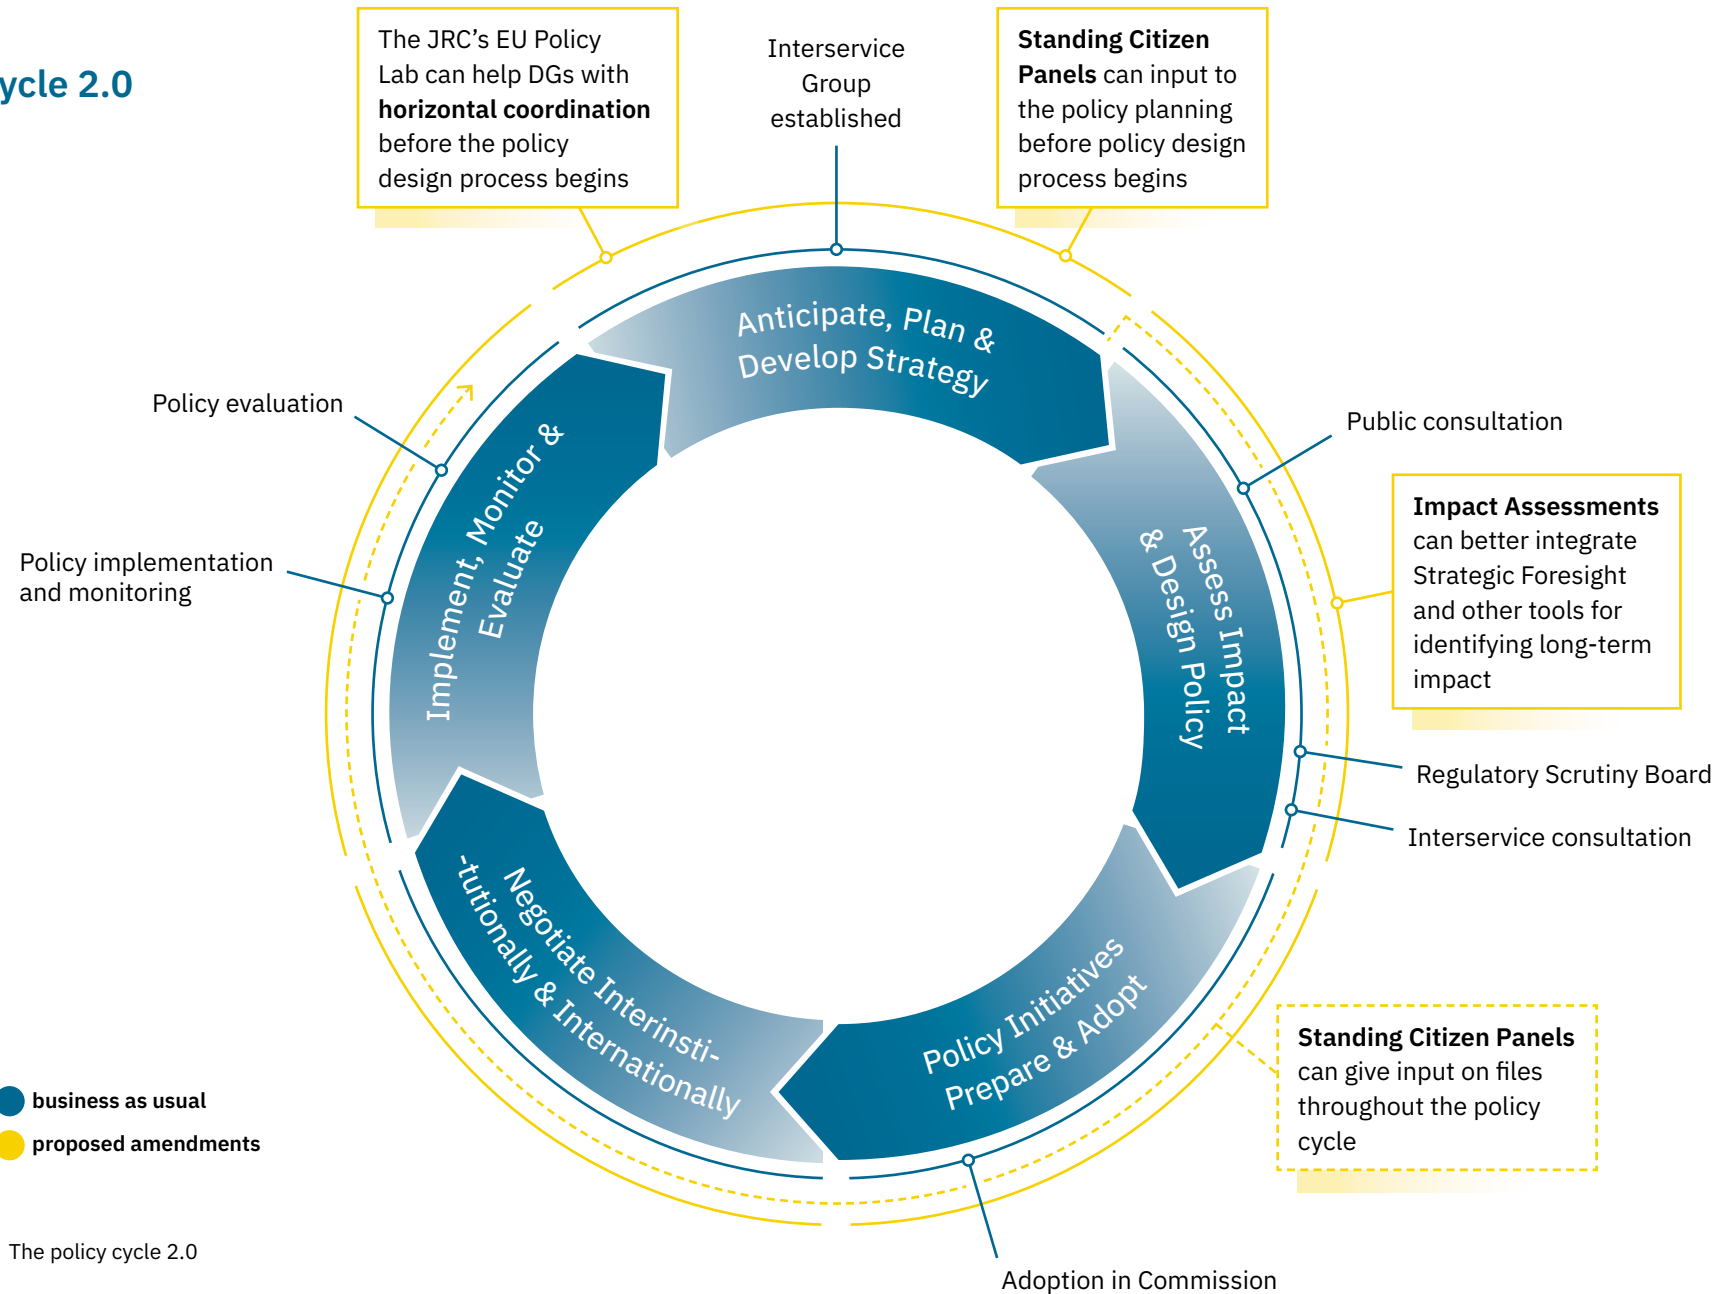 ycle 2.0
The JRC’s EU Policy
Lab can help DGs with
horizontal coordination
before the policy
design process begins
Interservice
Group
established
Standing Citizen
Panels can input to
the policy planning
before policy design
process begins
Anticipate, Plan &
Develop Strategy
Public consultation
Impact Assessments
can better integrate
Strategic Foresight
and other tools for
identifying long-term
impact
Assess Impact
& Design Policy
Regulatory Scrutiny Board
Interservice consultation
Policy Initiatives
Prepare & Adopt
Standing Citizen Panels
can give input on files
throughout the policy
cycle
Adoption in Commission
Negotiate Interinsti-
-tutionally & Internationally
Implement, Monitor &
Evaluate
Policy evaluation
Policy implementation
and monitoring
business as usual
proposed amendments
The policy cycle 2.0